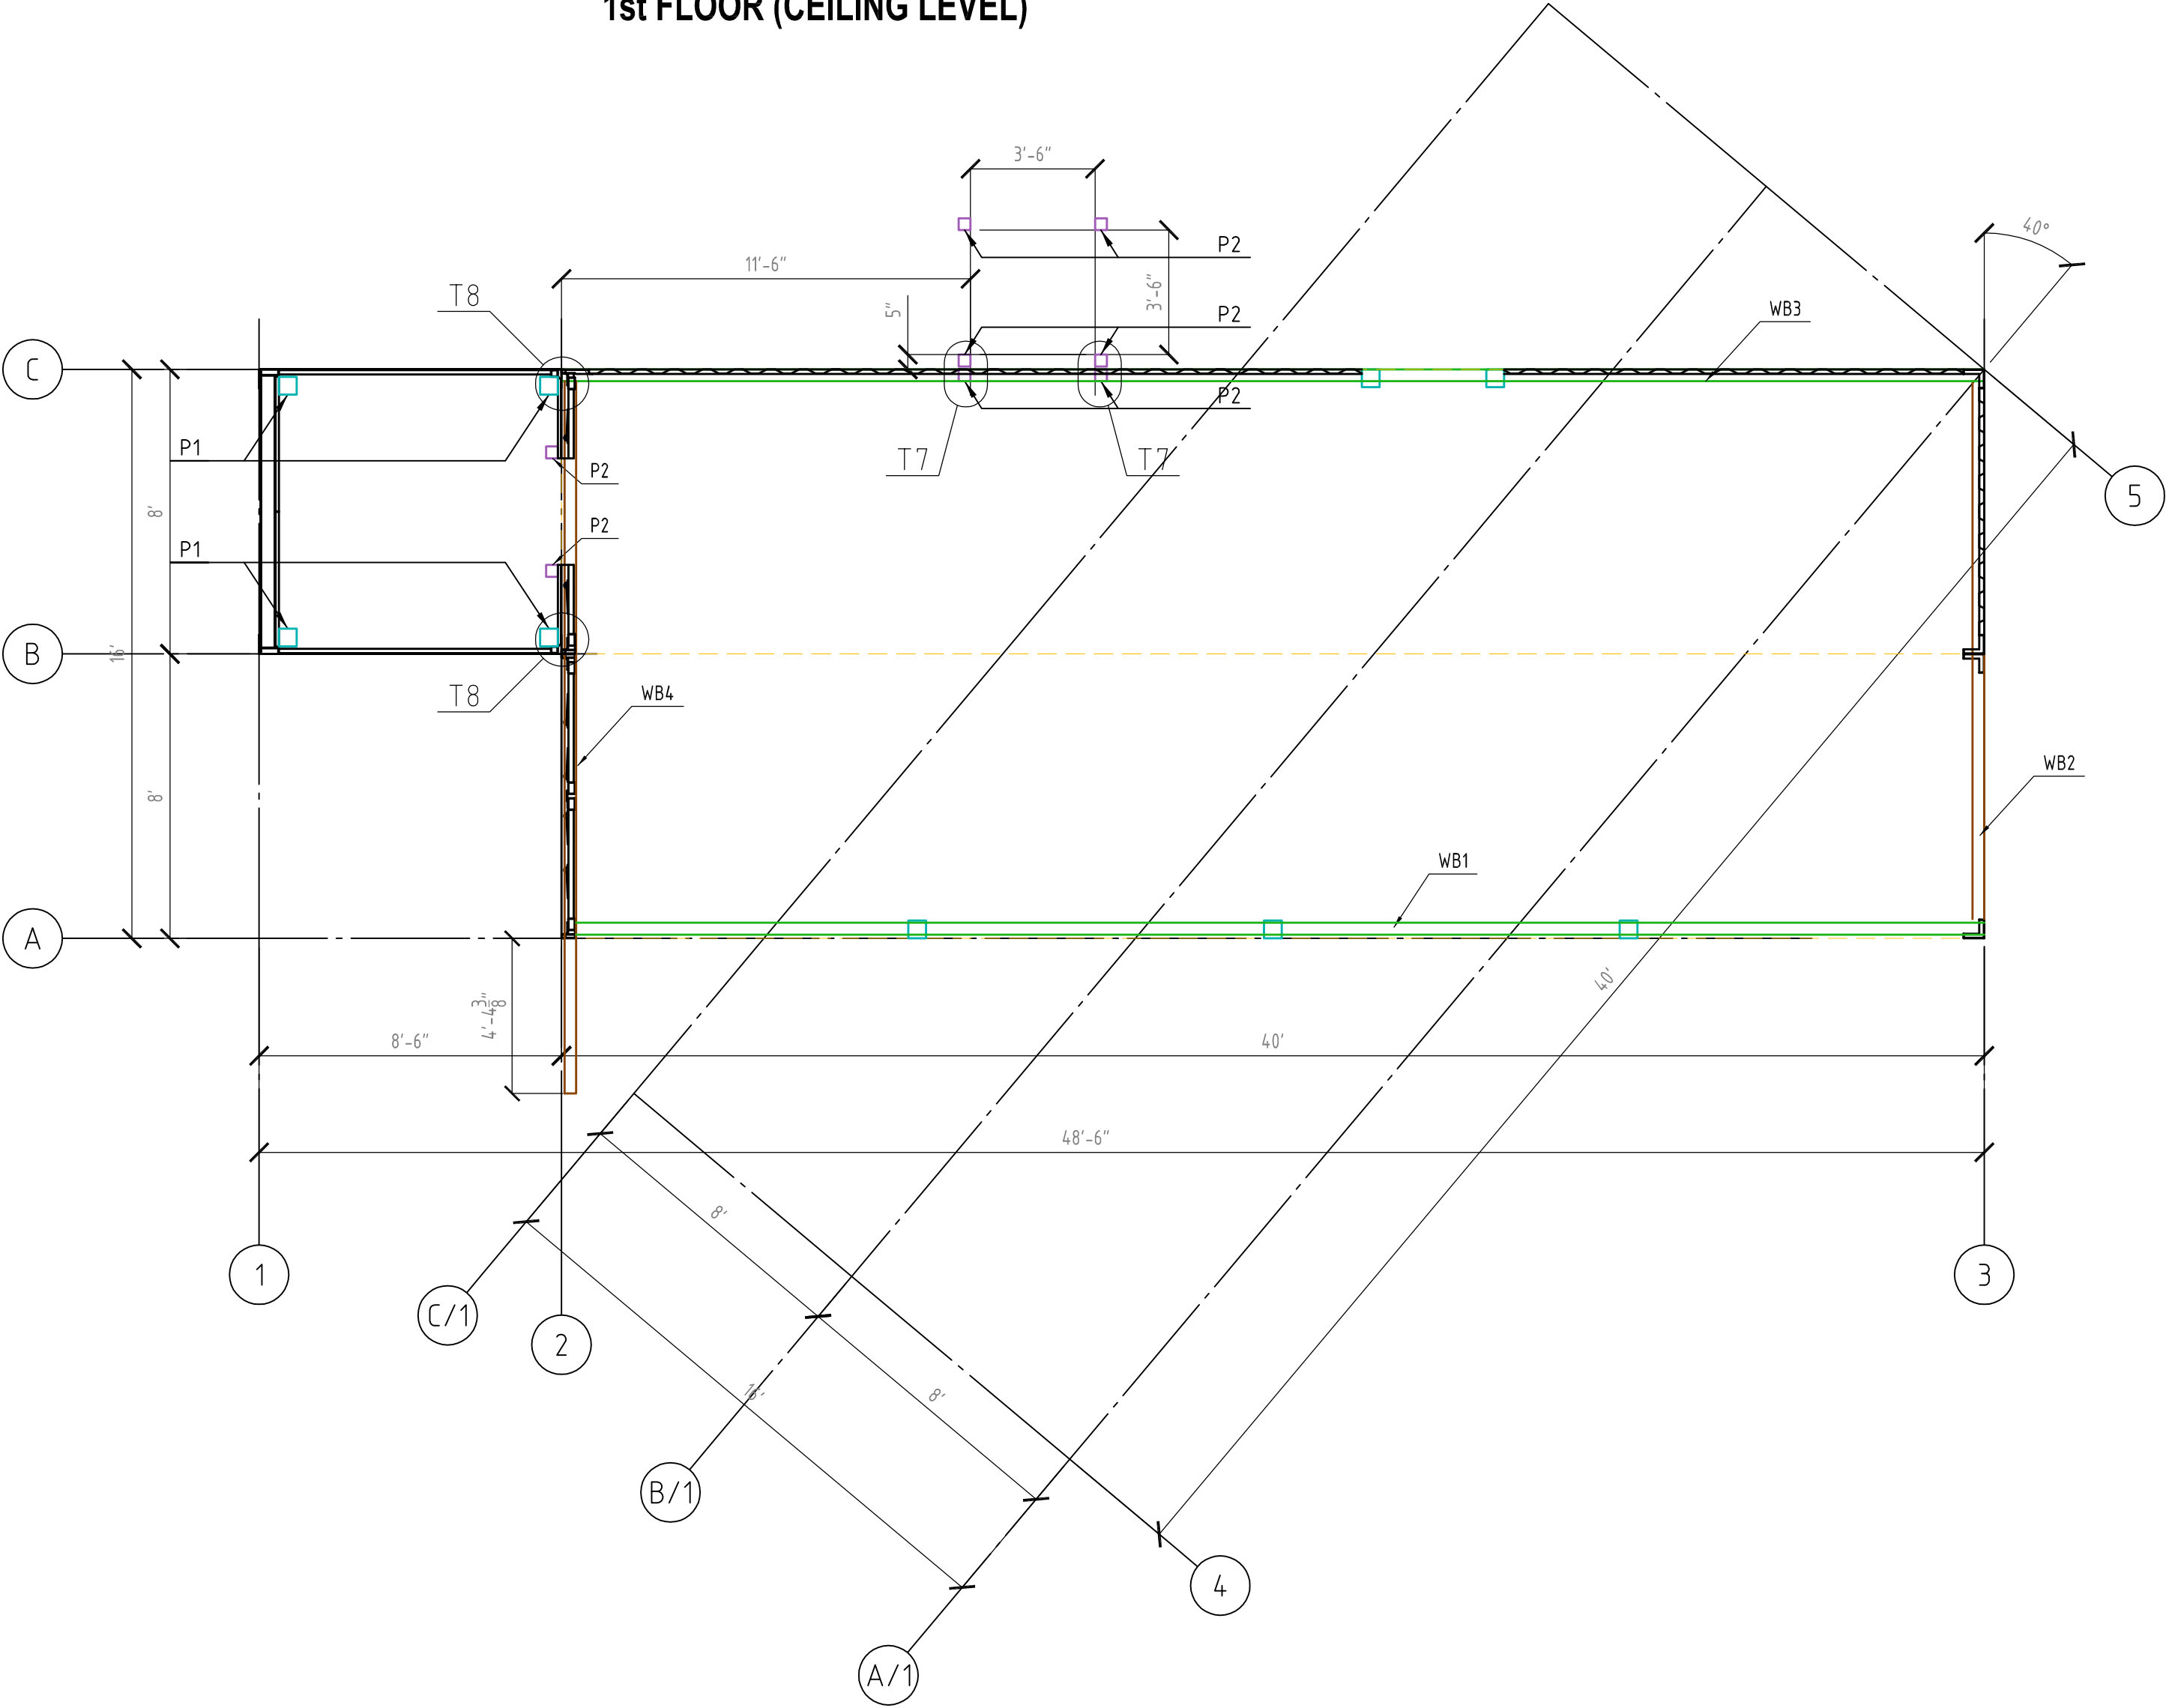 1st FLOOR (CEILING LEVEL)
3'-6"
40°
P2
11'-6"
T8
3'-6"
5"
P2
WB3
C
P2
P1
T7
T7
P2
5
8'
P2
P1
16'
B
T8
WB4
WB2
8'
WB1
A
40'
4'-4 3/8"
8'-6"
40'
48'-6"
8'
1
3
C/1
2
16'
8'
B/1
4
A/1